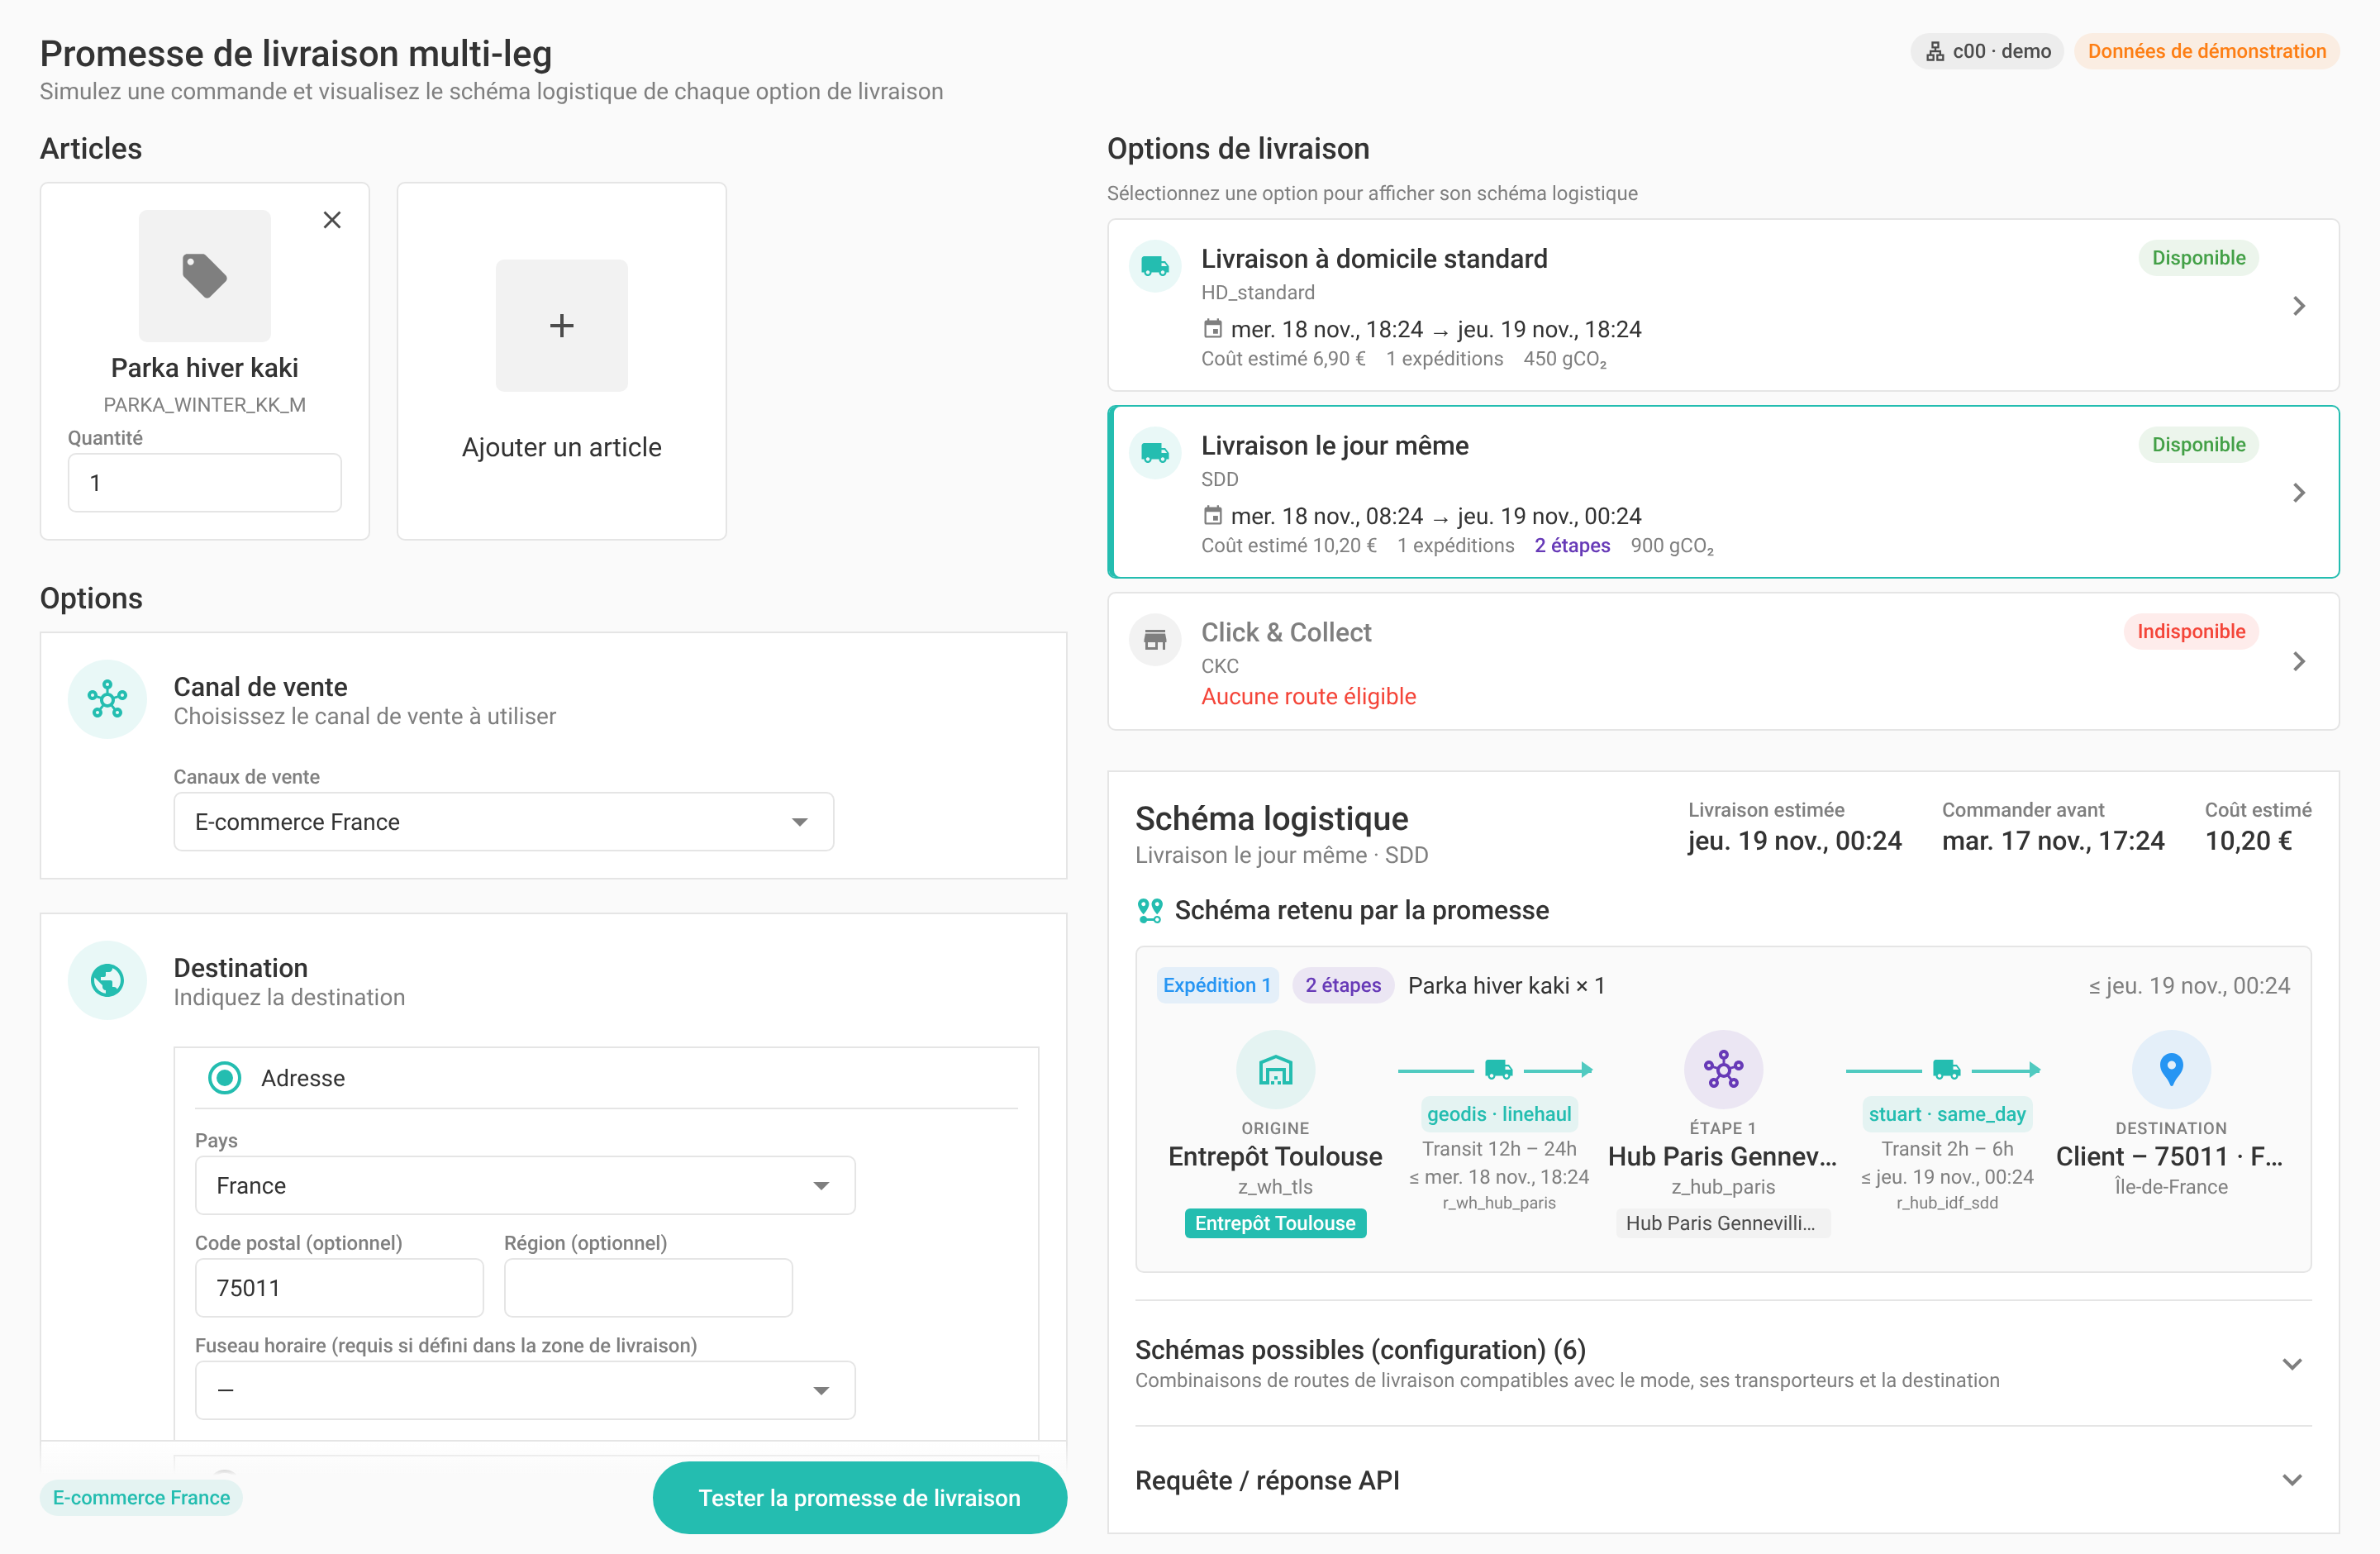 Promesse de livraison multi-leg
Simulez une commande et visualisez le schéma logistique de chaque option de livraison
c00 · demo
Données de démonstration
Articles
Parka hiver kaki
PARKA_WINTER_KK_M
Quantité
1
+
Ajouter un article
Options
Canal de vente
Choisissez le canal de vente à utiliser
Canaux de vente
E-commerce France
Destination
Indiquez la destination
Adresse
Pays
France
Code postal (optionnel)
Région (optionnel)
75011
Fuseau horaire (requis si défini dans la zone de livraison)
—
E-commerce France
Tester la promesse de livraison
Options de livraison
Sélectionnez une option pour afficher son schéma logistique
Livraison à domicile standard
Disponible
HD_standard
mer. 18 nov., 18:24 → jeu. 19 nov., 18:24
Coût estimé 6,90 € 1 expéditions 450 gCO₂
Livraison le jour même
Disponible
SDD
mer. 18 nov., 08:24 → jeu. 19 nov., 00:24
Coût estimé 10,20 € 1 expéditions 2 étapes 900 gCO₂
Click & Collect
Indisponible
CKC
Aucune route éligible
Schéma logistique
Livraison le jour même · SDD
Livraison estimée
jeu. 19 nov., 00:24
Commander avant
mar. 17 nov., 17:24
Coût estimé
10,20 €
Schéma retenu par la promesse
Expédition 1 2 étapes Parka hiver kaki × 1
≤ jeu. 19 nov., 00:24
ORIGINE
Entrepôt Toulouse
z_wh_tls
Entrepôt Toulouse
geodis · linehaul
Transit 12h – 24h
≤ mer. 18 nov., 18:24
r_wh_hub_paris
ÉTAPE 1
Hub Paris Gennev...
z_hub_paris
Hub Paris Gennevilli...
stuart · same_day
Transit 2h – 6h
≤ jeu. 19 nov., 00:24
r_hub_idf_sdd
DESTINATION
Client – 75011 · F...
Île-de-France
Schémas possibles (configuration) (6)
Combinaisons de routes de livraison compatibles avec le mode, ses transporteurs et la destination
Requête / réponse API